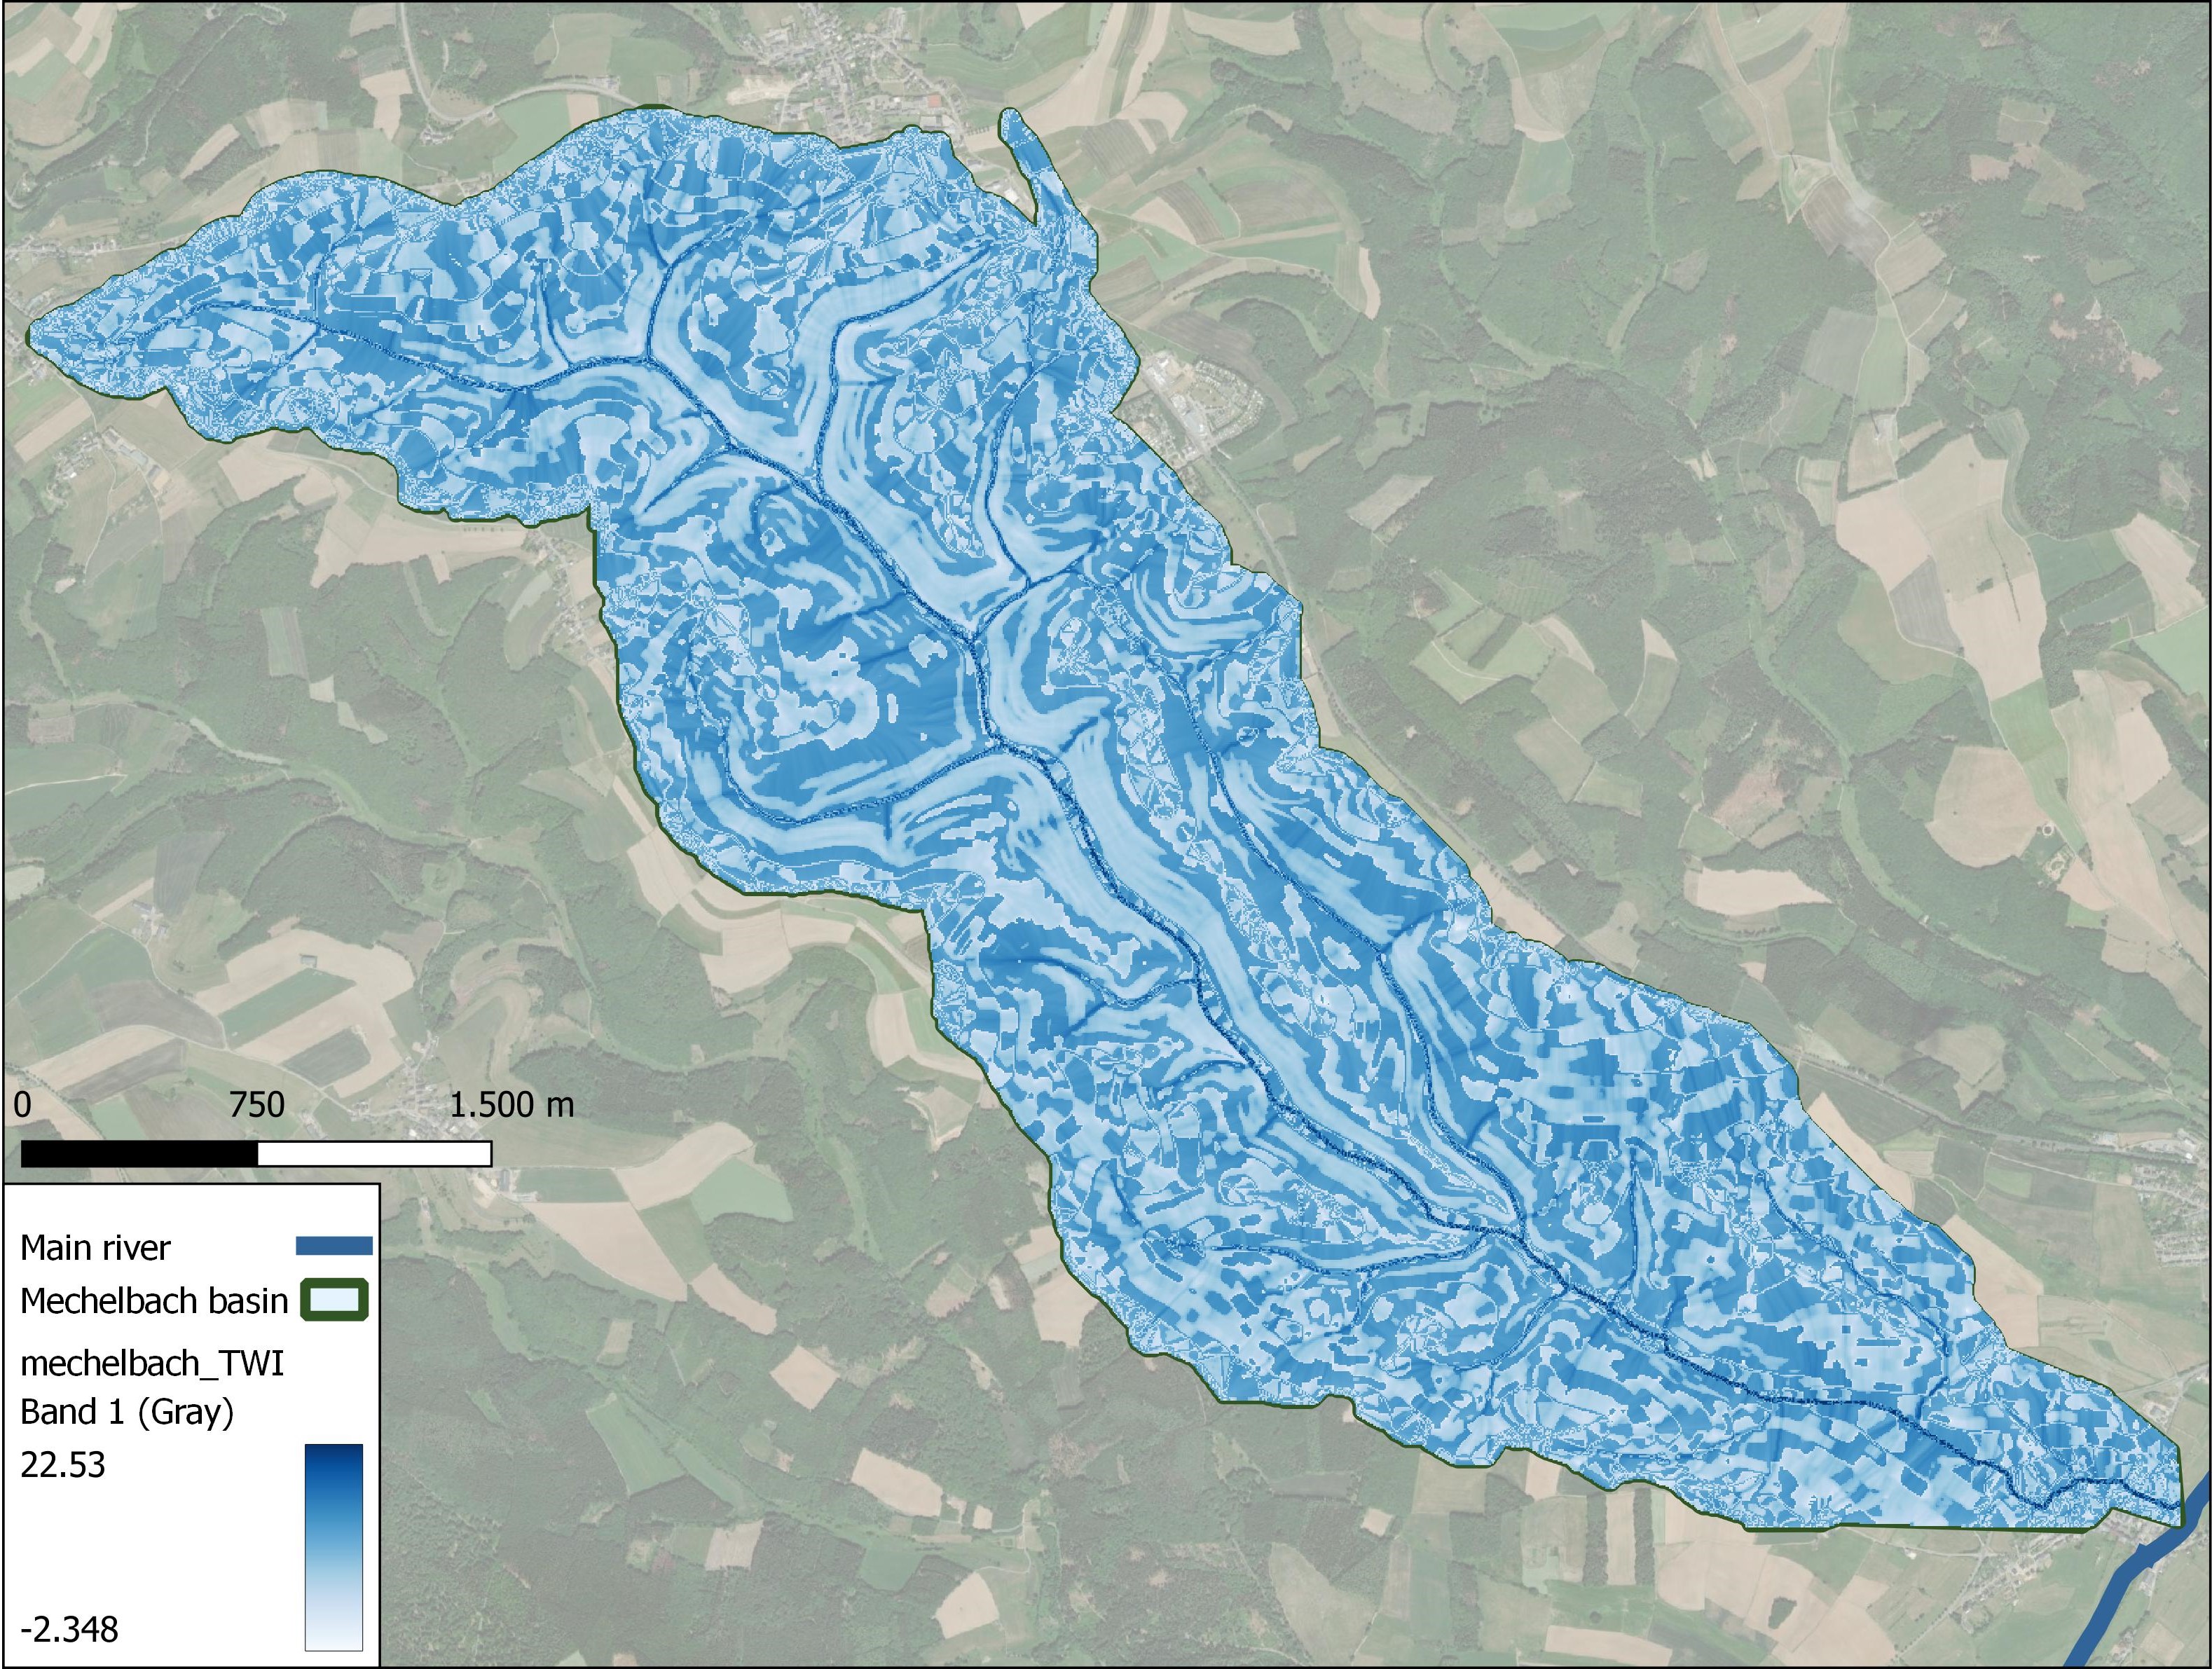 0 750 1.500 m
Main river
Mechelbach basin
mechelbach_TWI
Band 1 (Gray)
22.53
-2.348